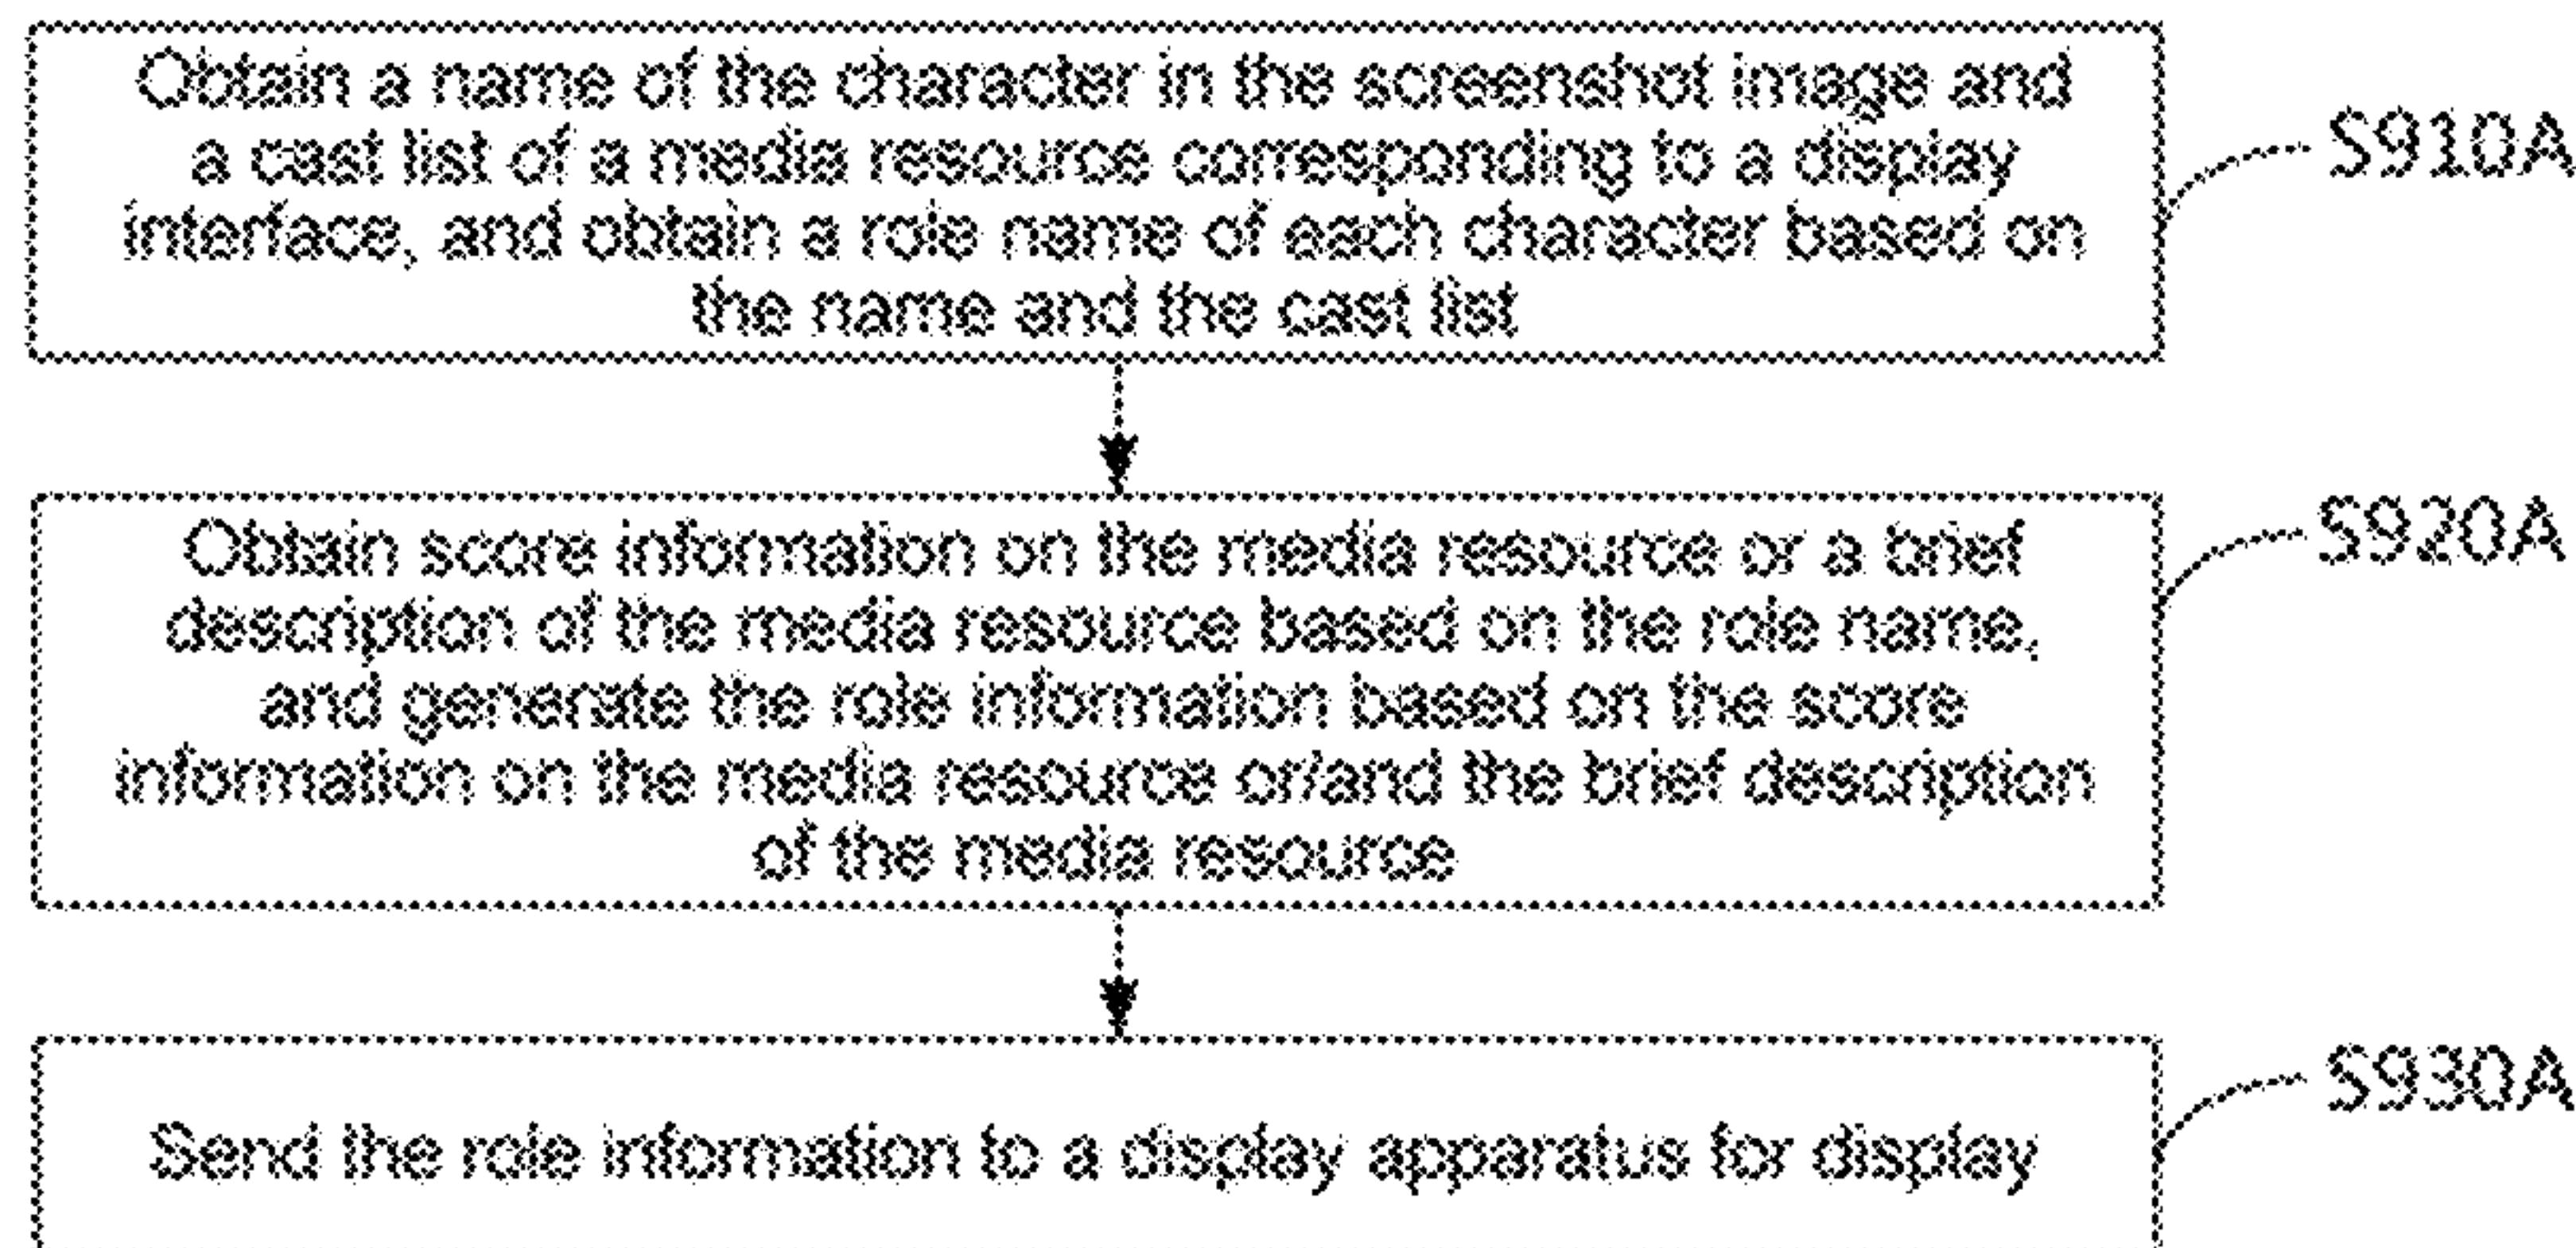 Obtain a name of the character in the screenshot image and
a cast list of a media resource corresponding to a display
interface, and obtain a role name of each character based on
the name and the cast list
S910A
Obtain score information on the media resource or a brief
description of the media resource based on the role name,
and generate the role information based on the score
information on the media resource or/and the brief description
of the media resource
S920A
Send the role information to a display apparatus for display
S930A